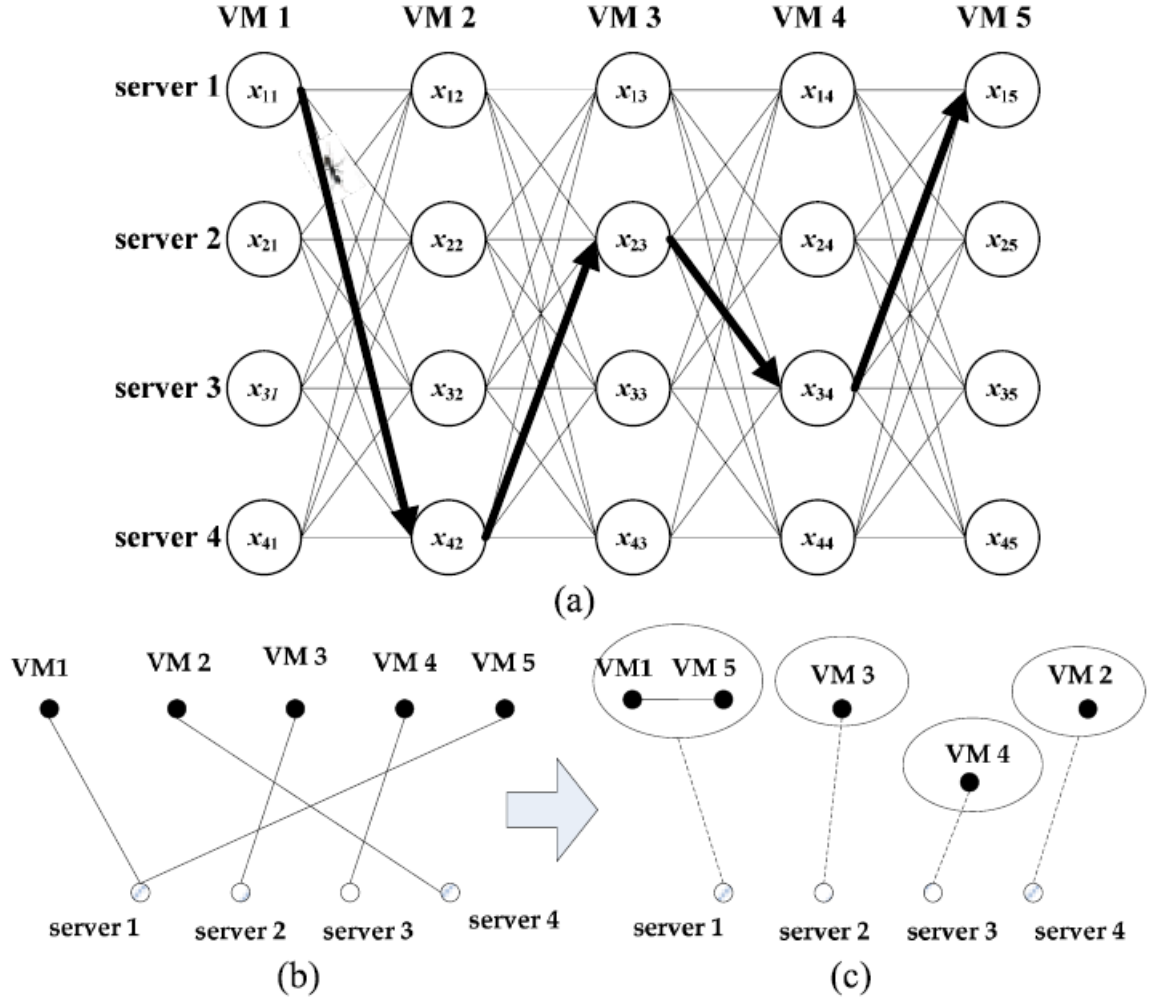 VM 1 VM 2 VM 3 VM 4 VM 5
server 1 x11 x12 x13 x14 x15
server 2 x21 x22 x23 x24 x25
server 3 x31 x32 x33 x34 x35
server 4 x41 x42 x43 x44 x45
(a)
VM1 VM 2 VM 3 VM 4 VM 5
server 1 server 2 server 3 server 4
(b)
VM1 VM 5 VM 3 VM 4 VM 2
server 1 server 2 server 3 server 4
(c)